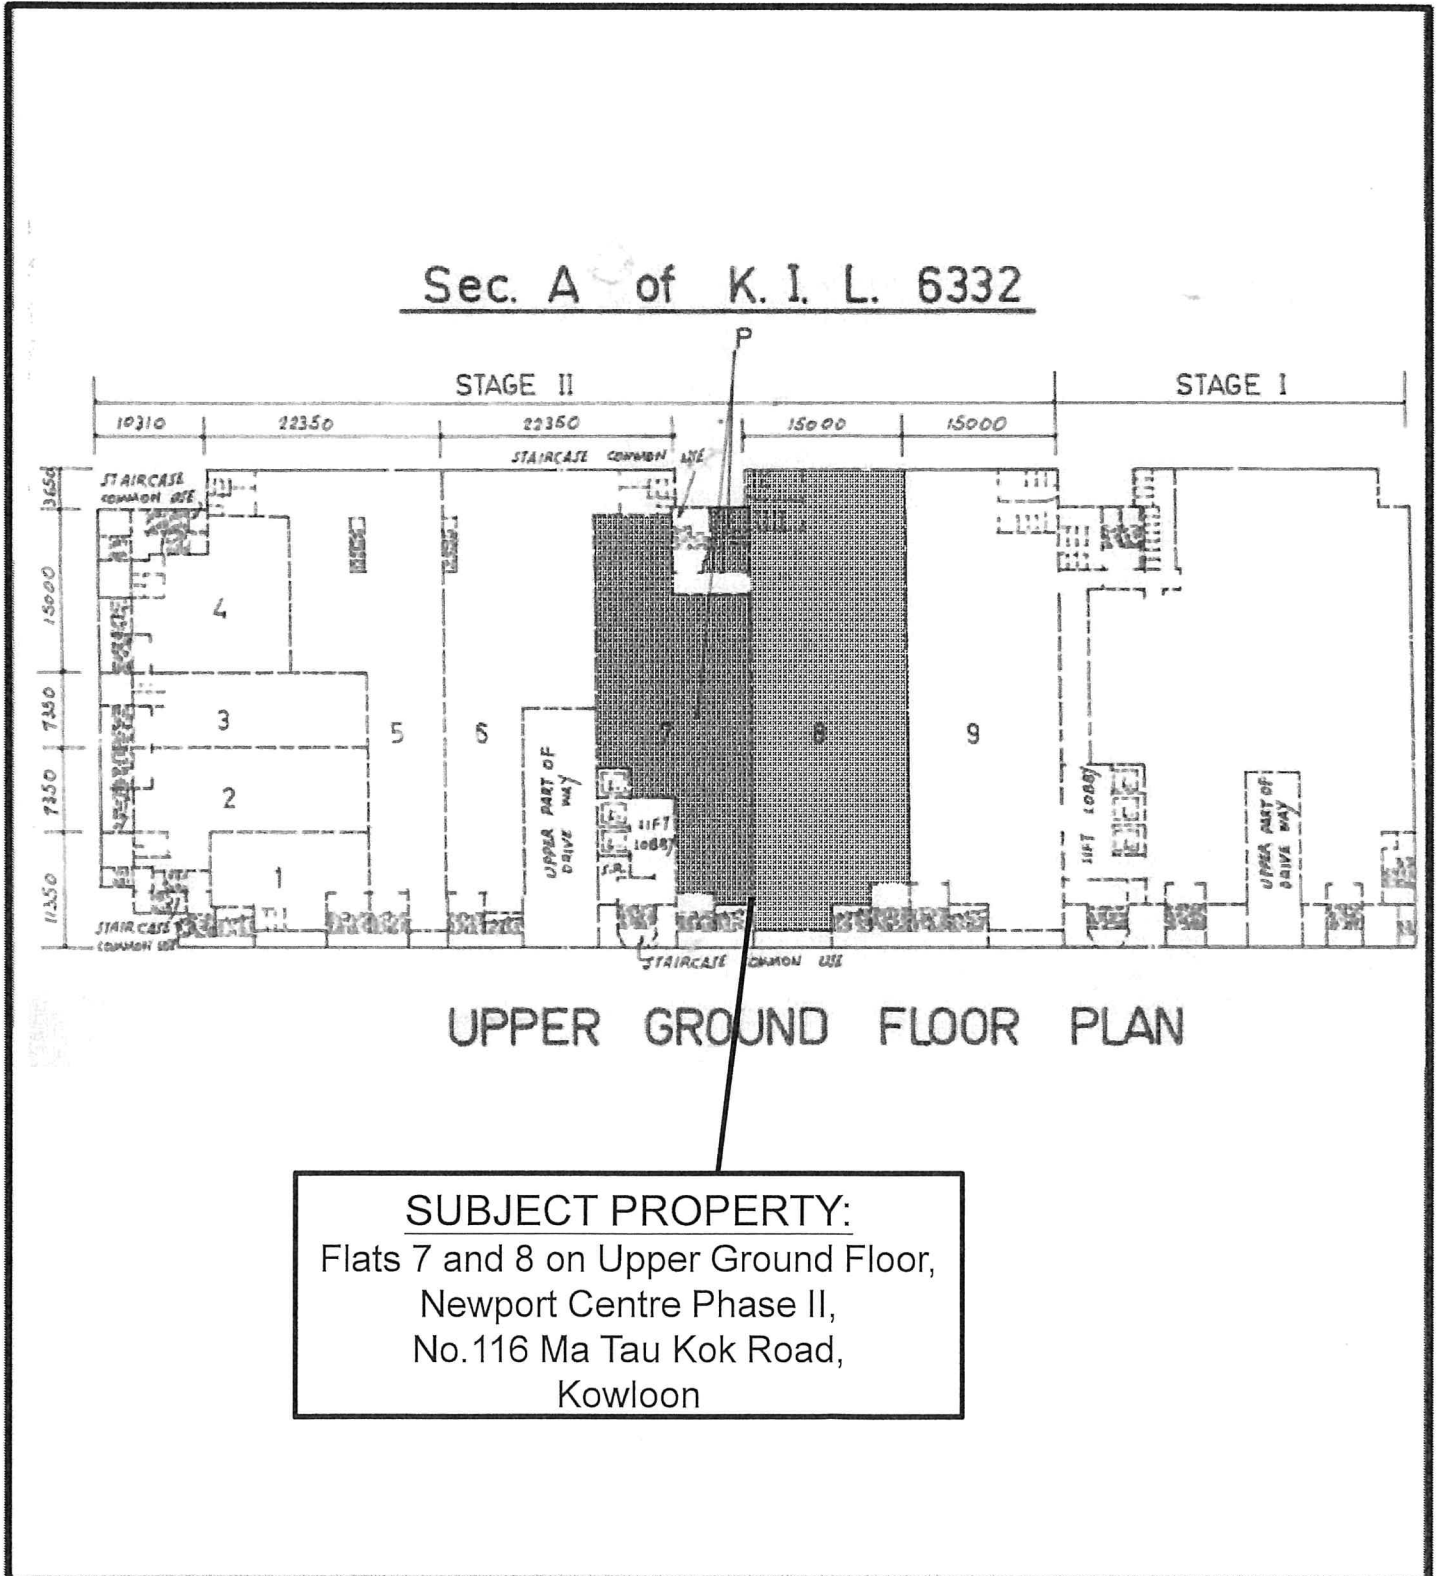 Sec. A of K. I. L. 6332
P
STAGE II
STAGE I
10310
22350
22350
15000
15000
STAIRCASE COMMON USE
STAIRCASE
COMMON USE
3650
15000
7350
7350
11350
4
3
2
1
5
6
7
8
9
UPPER PART OF
DRIVE WAY
LIFT
LOBBY
LIFT LOBBY
UPPER PART OF
DRIVE WAY
STAIRCASE
COMMON USE
STAIRCASE COMMON USE
UPPER GROUND FLOOR PLAN
SUBJECT PROPERTY:
Flats 7 and 8 on Upper Ground Floor,
Newport Centre Phase II,
No.116 Ma Tau Kok Road,
Kowloon